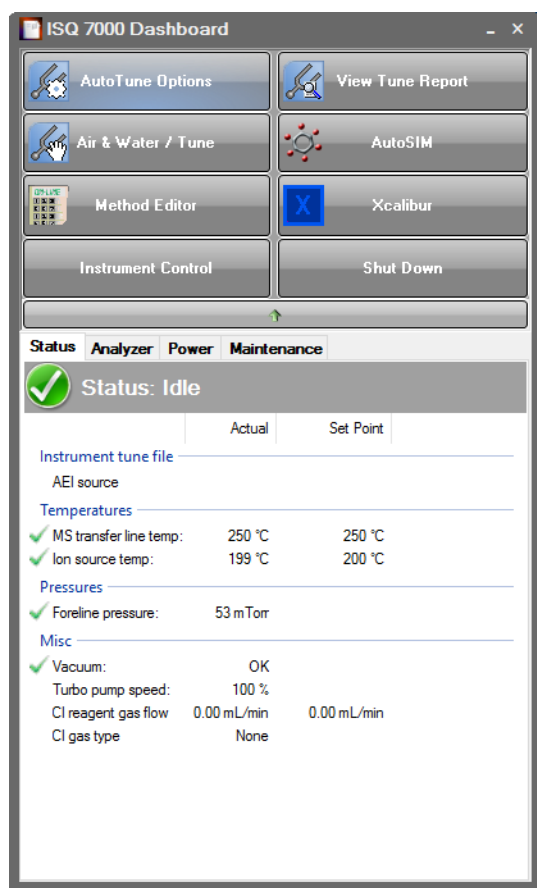 ISQ 7000 Dashboard
AutoTune Options View Tune Report
Air & Water / Tune AutoSIM
Method Editor X Xcalibur
Instrument Control Shut Down
Status Analyzer Power Maintenance
Status: Idle
Actual Set Point
Instrument tune file
AEI source
Temperatures
MS transfer line temp: 250 °C 250 °C
Ion source temp: 199 °C 200 °C
Pressures
Foreline pressure: 53 mTorr
Misc
Vacuum: OK
Turbo pump speed: 100 %
CI reagent gas flow 0.00 mL/min 0.00 mL/min
CI gas type None